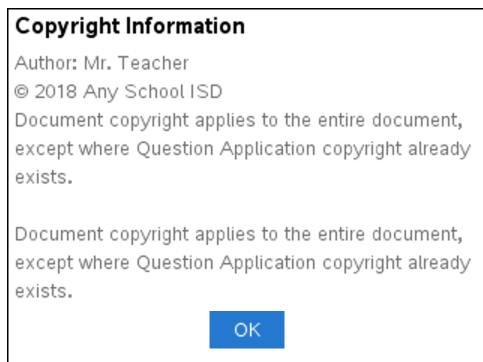 Copyright Information
Author: Mr. Teacher
© 2018 Any School ISD
Document copyright applies to the entire document,
except where Question Application copyright already
exists.
Document copyright applies to the entire document,
except where Question Application copyright already
exists.
OK